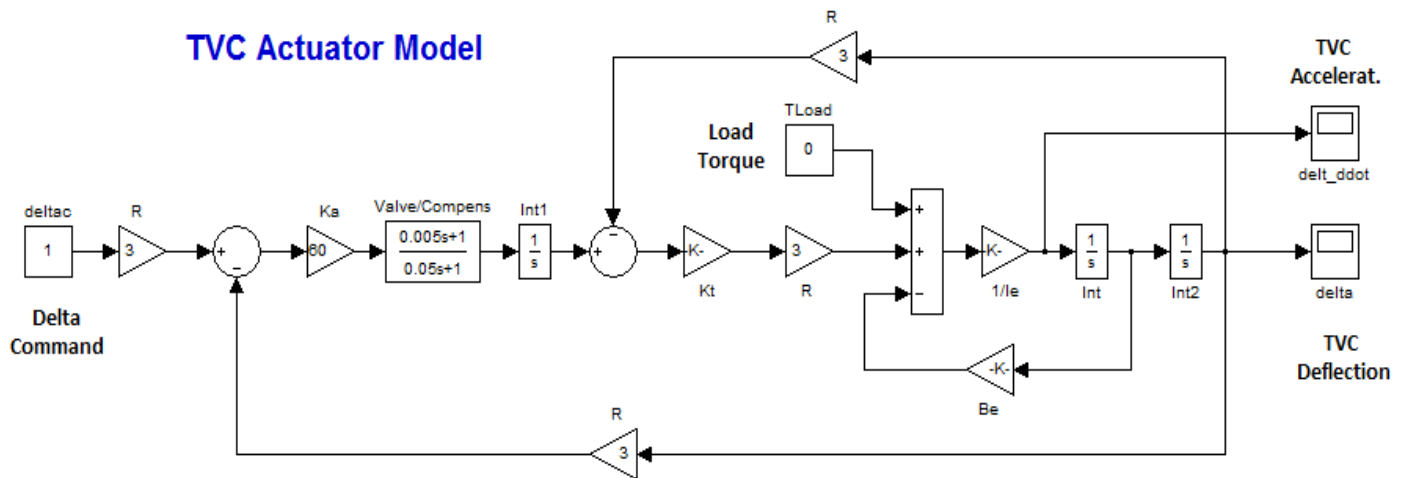 TVC Actuator Model
R
3
TVC
Accelerat.
delt_ddot
TLoad
0
Load
Torque
deltac
1
R
3
+
−
Ka
60
Valve/Compens
0.005s+1
0.05s+1
Int1
1
s
−
+
K-
Kt
3
R
+
+
−
K-
1/Ie
1
s
Int
1
s
Int2
delta
Delta
Command
-K-
Be
TVC
Deflection
R
3